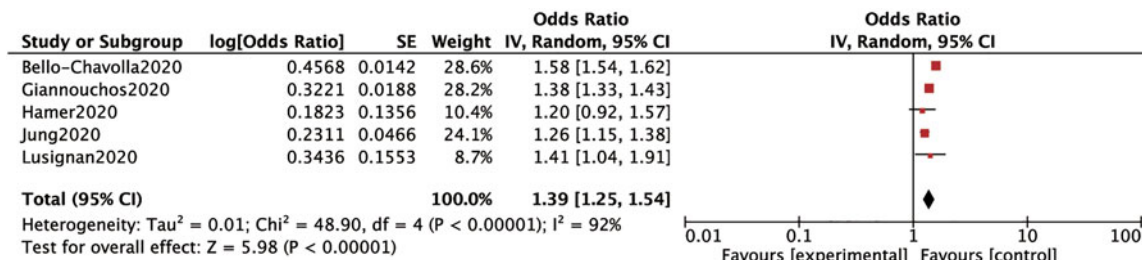 Odds Ratio Odds Ratio
Study or Subgroup log[Odds Ratio] SE Weight IV, Random, 95% CI IV, Random, 95% CI
Bello-Chavolla2020 0.4568 0.0142 28.6% 1.58 [1.54, 1.62]
Giannouchos2020 0.3221 0.0188 28.2% 1.38 [1.33, 1.43]
Hamer2020 0.1823 0.1356 10.4% 1.20 [0.92, 1.57]
Jung2020 0.2311 0.0466 24.1% 1.26 [1.15, 1.38]
Lusignan2020 0.3436 0.1553 8.7% 1.41 [1.04, 1.91]
Total (95% CI) 100.0% 1.39 [1.25, 1.54]
Heterogeneity: Tau² = 0.01; Chi² = 48.90, df = 4 (P < 0.00001); I² = 92%
Test for overall effect: Z = 5.98 (P < 0.00001)
0.01 0.1 1 10 100
Favours [experimental] Favours [control]